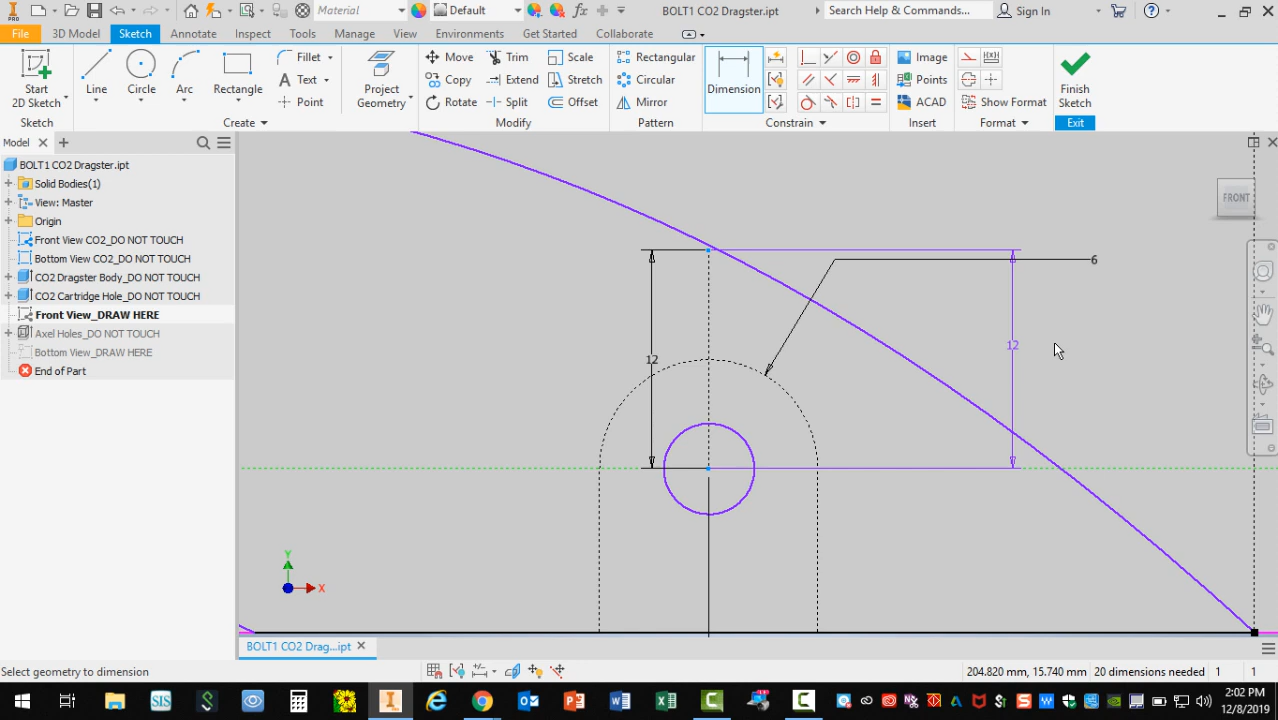 PRO
Material
Default
BOLT1 CO2 Dragster.ipt
Search Help & Commands...
Sign In
File
3D Model
Sketch
Annotate
Inspect
Tools
Manage
View
Environments
Get Started
Collaborate
Start
2D Sketch
Line
Circle
Arc
Rectangle
Fillet
Text
Point
Project
Geometry
Move
Copy
Rotate
Trim
Extend
Split
Scale
Stretch
Offset
Rectangular
Circular
Mirror
Dimension
Image
Points
ACAD
Show Format
Finish
Sketch
Sketch
Create
Modify
Pattern
Constrain
Insert
Format
Exit
Model
BOLT1 CO2 Dragster.ipt
Solid Bodies(1)
View: Master
Origin
Front View CO2_DO NOT TOUCH
Bottom View CO2_DO NOT TOUCH
CO2 Dragster Body_DO NOT TOUCH
CO2 Cartridge Hole_DO NOT TOUCH
Front View_DRAW HERE
Axel Holes_DO NOT TOUCH
Bottom View_DRAW HERE
End of Part
FRONT
6
12
12
Y
X
BOLT1 CO2 Drag...ipt
Select geometry to dimension
204.820 mm, 15.740 mm
20 dimensions needed
1
1
SIS
2:02 PM
12/8/2019